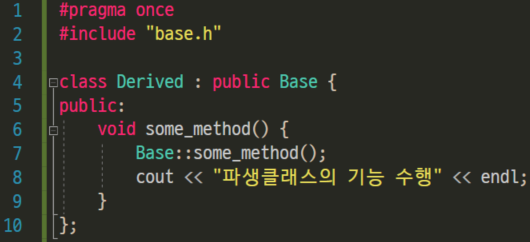 1 #pragma once
2 #include "base.h"
3
4 class Derived : public Base {
5 public:
6     void some_method() {
7         Base::some_method();
8         cout << "파생클래스의 기능 수행" << endl;
9     }
10 };